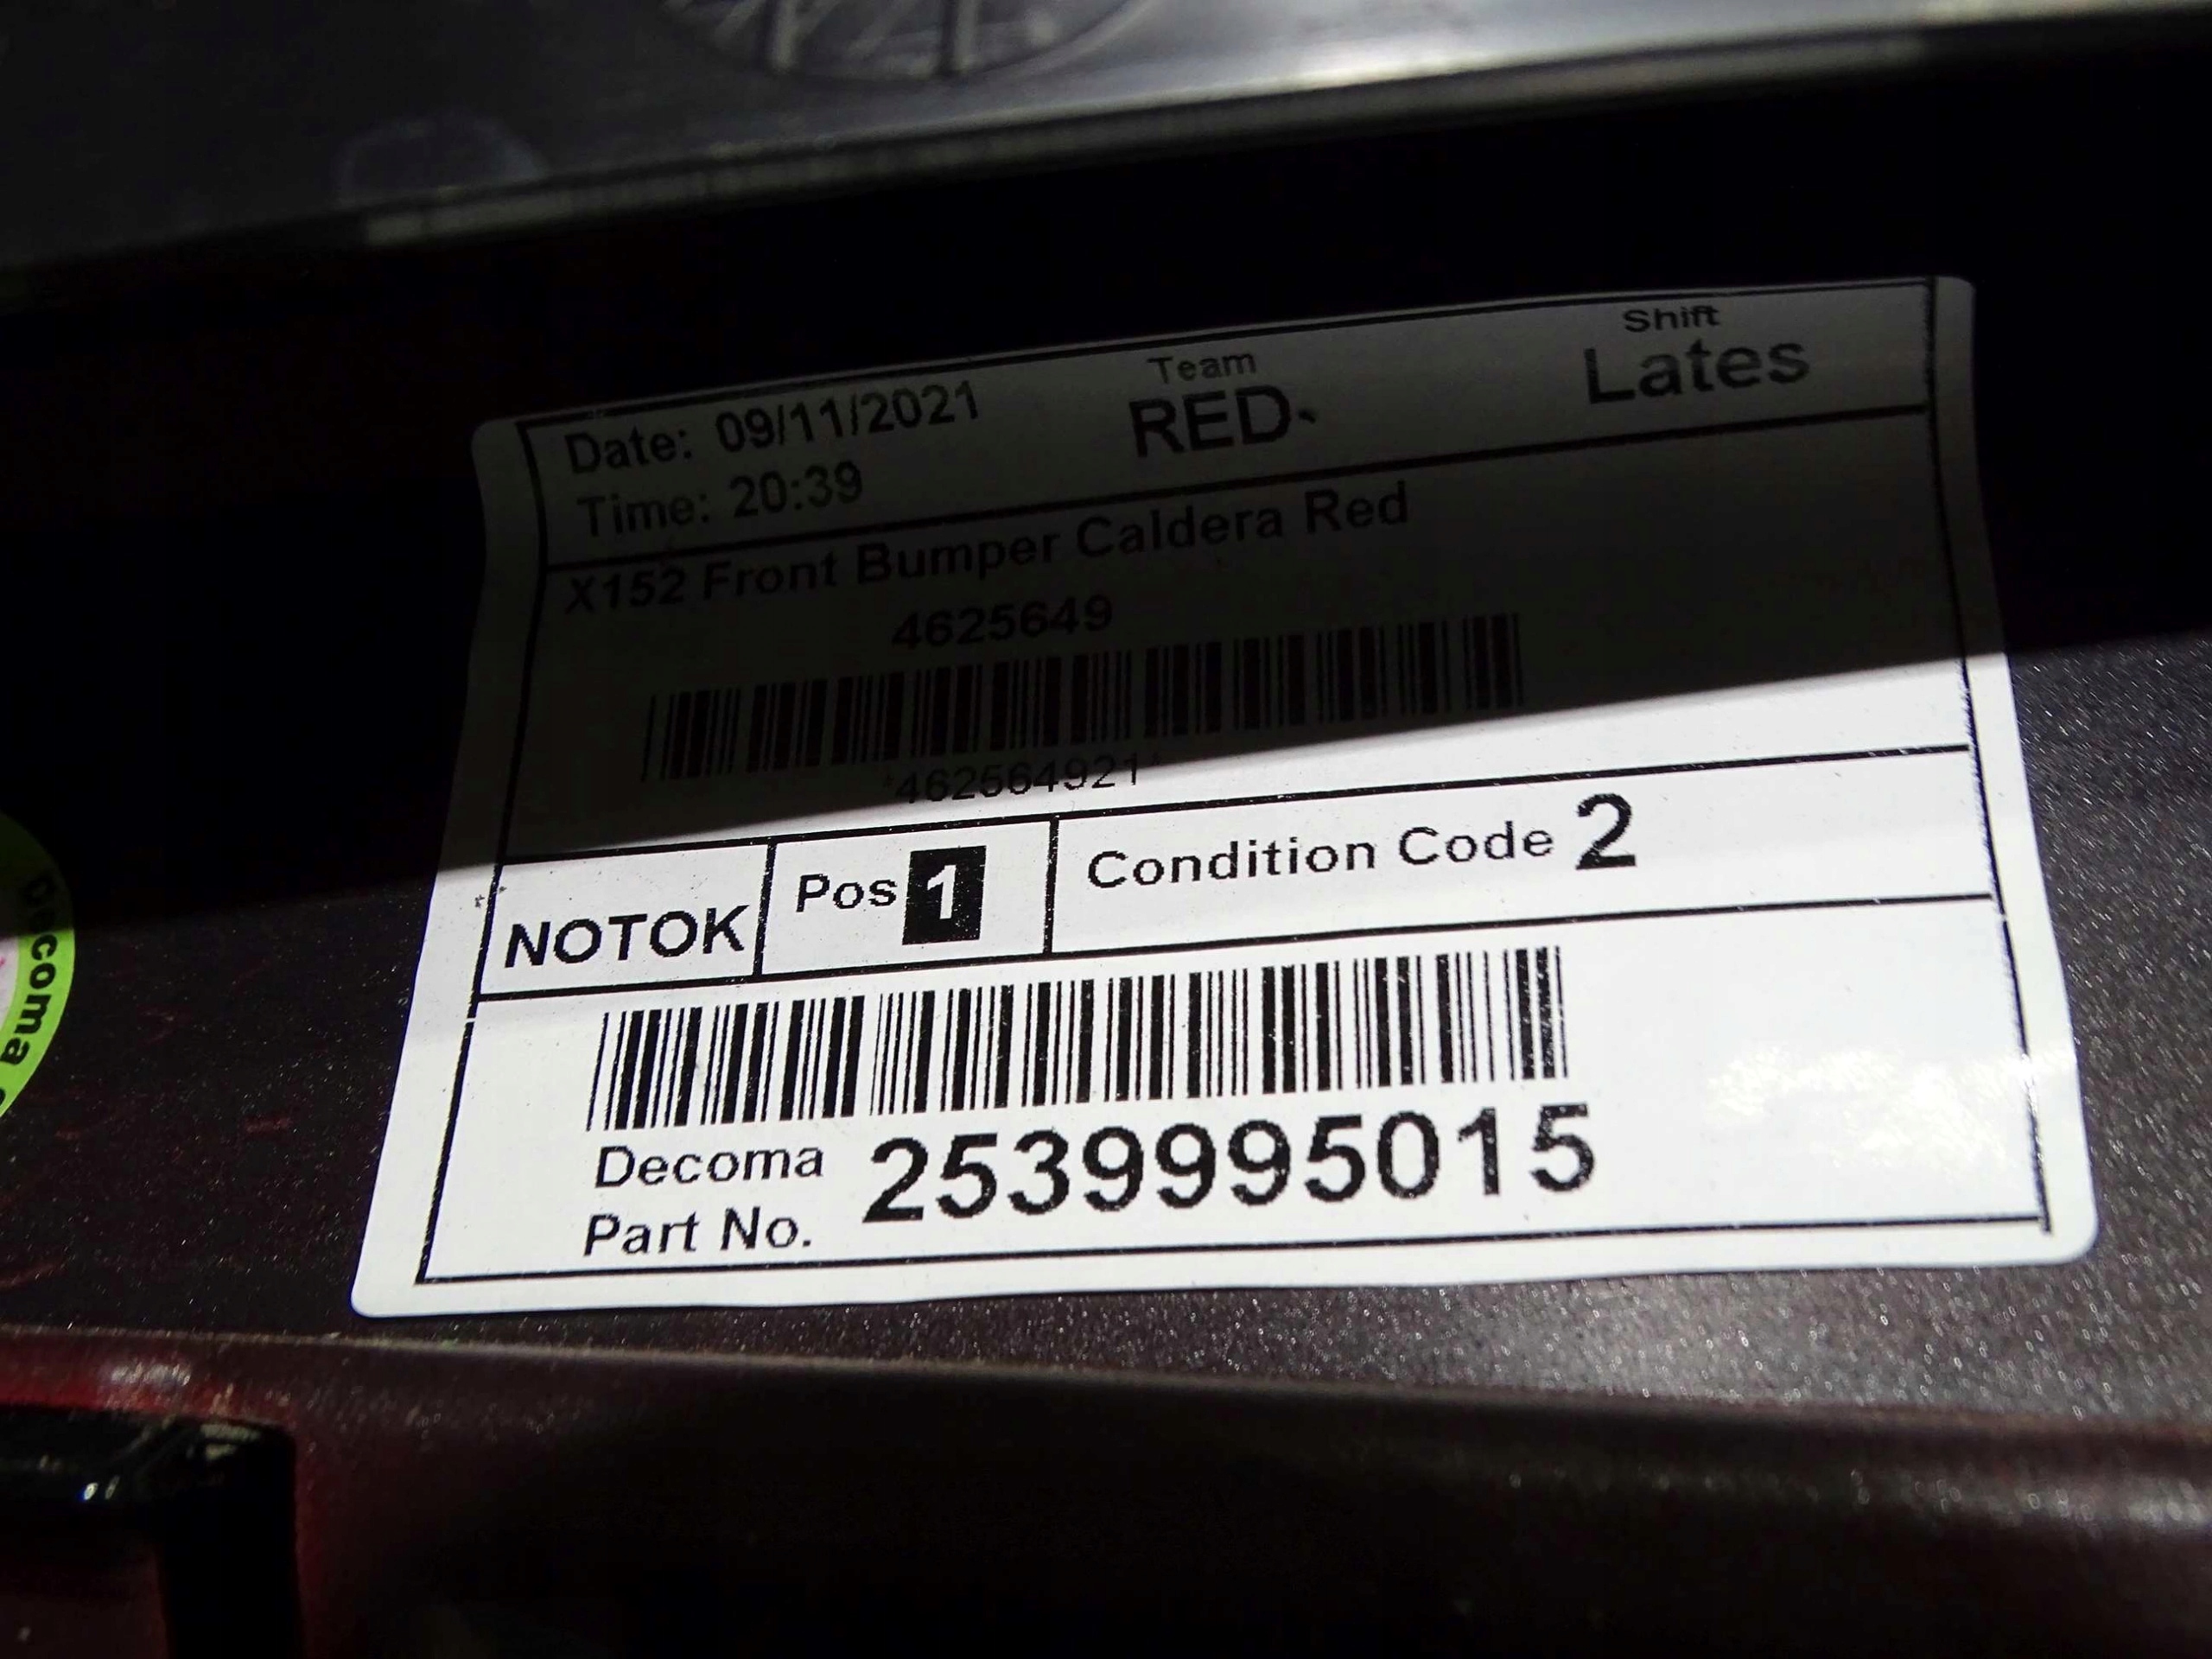 Date: 09/11/2021
Time: 20:39
Team
RED
Shift
Lates
X152 Front Bumper Caldera Red
4625649
*462564921*
NOTOK
Pos 1
Condition Code 2
Decoma
Part No.
2539995015
Decoma